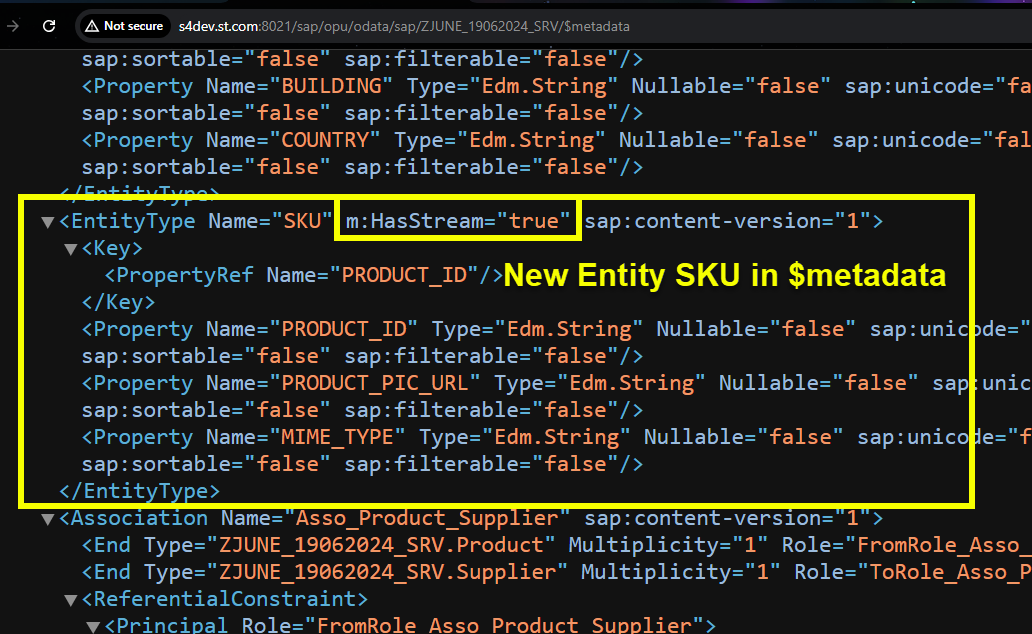 Not secure s4dev.st.com:8021/sap/opu/odata/sap/ZJUNE_19062024_SRV/$metadata
sap:sortable="false" sap:filterable="false"/>
<Property Name="BUILDING" Type="Edm.String" Nullable="false" sap:unicode="fa
sap:sortable="false" sap:filterable="false"/>
<Property Name="COUNTRY" Type="Edm.String" Nullable="false" sap:unicode="fal
sap:sortable="false" sap:filterable="false"/>
</EntityType>
▼<EntityType Name="SKU" m:HasStream="true" sap:content-version="1">
▼<Key>
<PropertyRef Name="PRODUCT_ID"/>
New Entity SKU in $metadata
</Key>
<Property Name="PRODUCT_ID" Type="Edm.String" Nullable="false" sap:unicode="
sap:sortable="false" sap:filterable="false"/>
<Property Name="PRODUCT_PIC_URL" Type="Edm.String" Nullable="false" sap:unic
sap:sortable="false" sap:filterable="false"/>
<Property Name="MIME_TYPE" Type="Edm.String" Nullable="false" sap:unicode="f
sap:sortable="false" sap:filterable="false"/>
</EntityType>
▼<Association Name="Asso_Product_Supplier" sap:content-version="1">
<End Type="ZJUNE_19062024_SRV.Product" Multiplicity="1" Role="FromRole_Asso_
<End Type="ZJUNE_19062024_SRV.Supplier" Multiplicity="1" Role="ToRole_Asso_P
▼<ReferentialConstraint>
▼<Principal Role="FromRole_Asso_Product_Supplier">